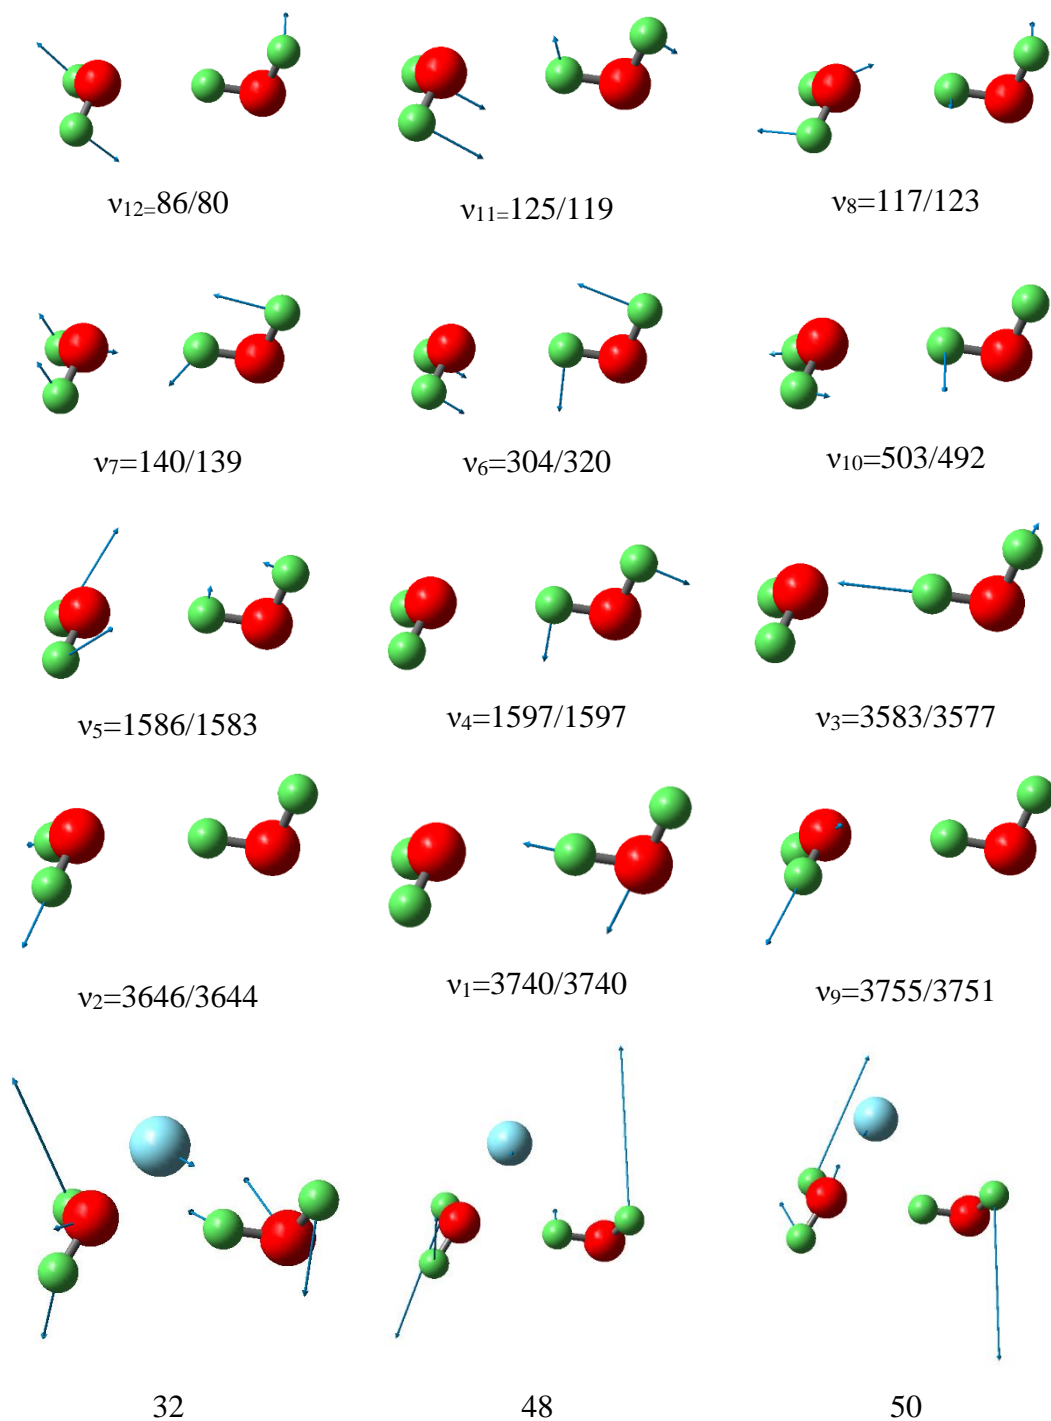 ν₁₂₌86/80
ν₁₁₌125/119
ν₈=117/123
ν₇=140/139
ν₆=304/320
ν₁₀=503/492
ν₅=1586/1583
ν₄=1597/1597
ν₃=3583/3577
ν₂=3646/3644
ν₁=3740/3740
ν₉=3755/3751
32
48
50